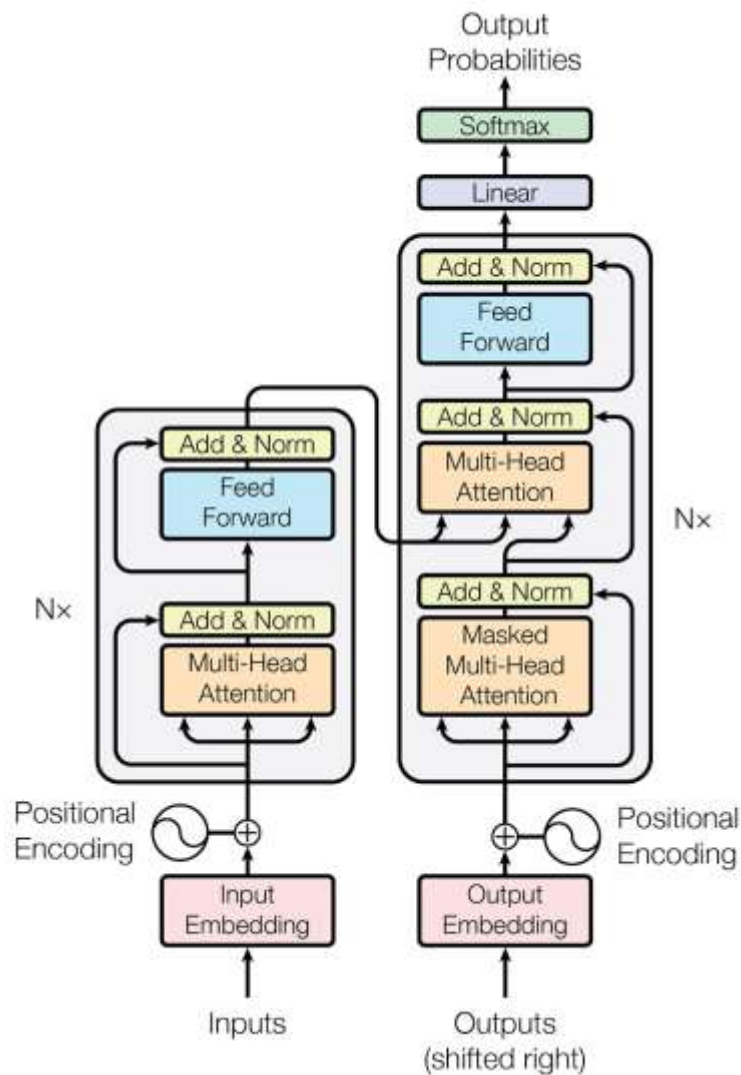 Output
Probabilities
Softmax
Linear
Add & Norm
Feed
Forward
Add & Norm
Multi-Head
Attention
Nx
Add & Norm
Masked
Multi-Head
Attention
Add & Norm
Feed
Forward
Nx
Add & Norm
Multi-Head
Attention
Positional
Encoding
Positional
Encoding
Input
Embedding
Output
Embedding
Inputs
Outputs
(shifted right)